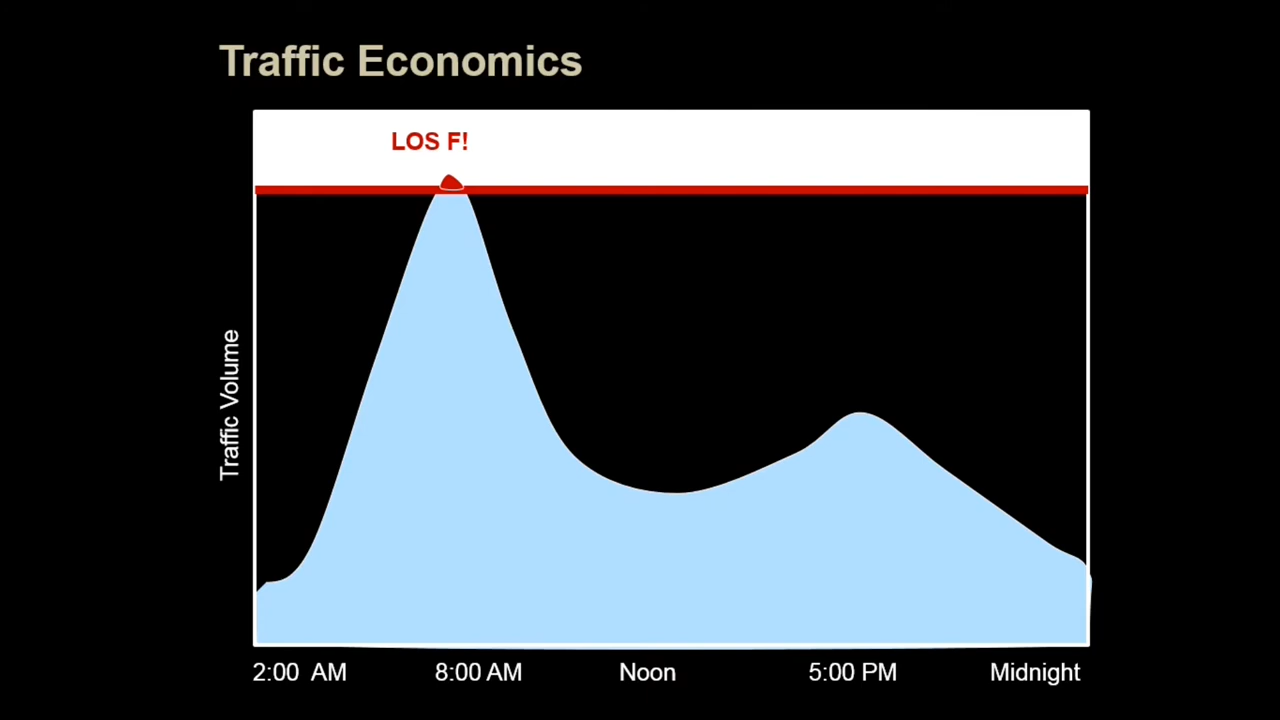 Traffic Economics
LOS F!
Traffic Volume
2:00 AM
8:00 AM
Noon
5:00 PM
Midnight